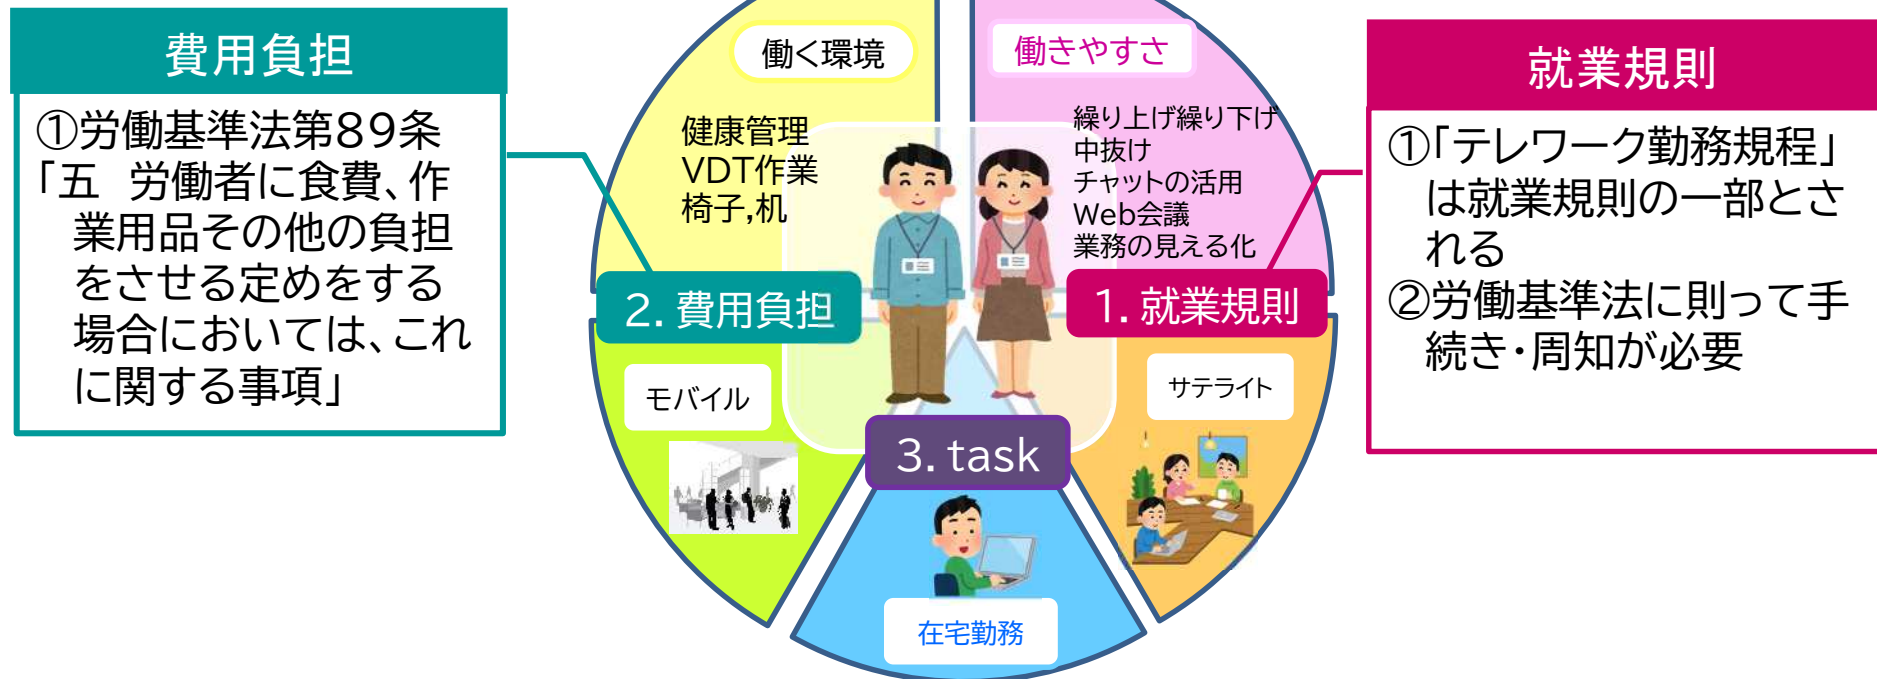 費用負担
①労働基準法第89条
「五　労働者に食費、作
業用品その他の負担
をさせる定めをする
場合においては、これ
に関する事項」
働く環境
健康管理
VDT作業
椅子,机
働きやすさ
繰り上げ繰り下げ
中抜け
チャットの活用
Web会議
業務の見える化
2. 費用負担
1. 就業規則
モバイル
サテライト
3. task
在宅勤務
就業規則
①「テレワーク勤務規程」
は就業規則の一部とさ
れる
②労働基準法に則って手
続き・周知が必要